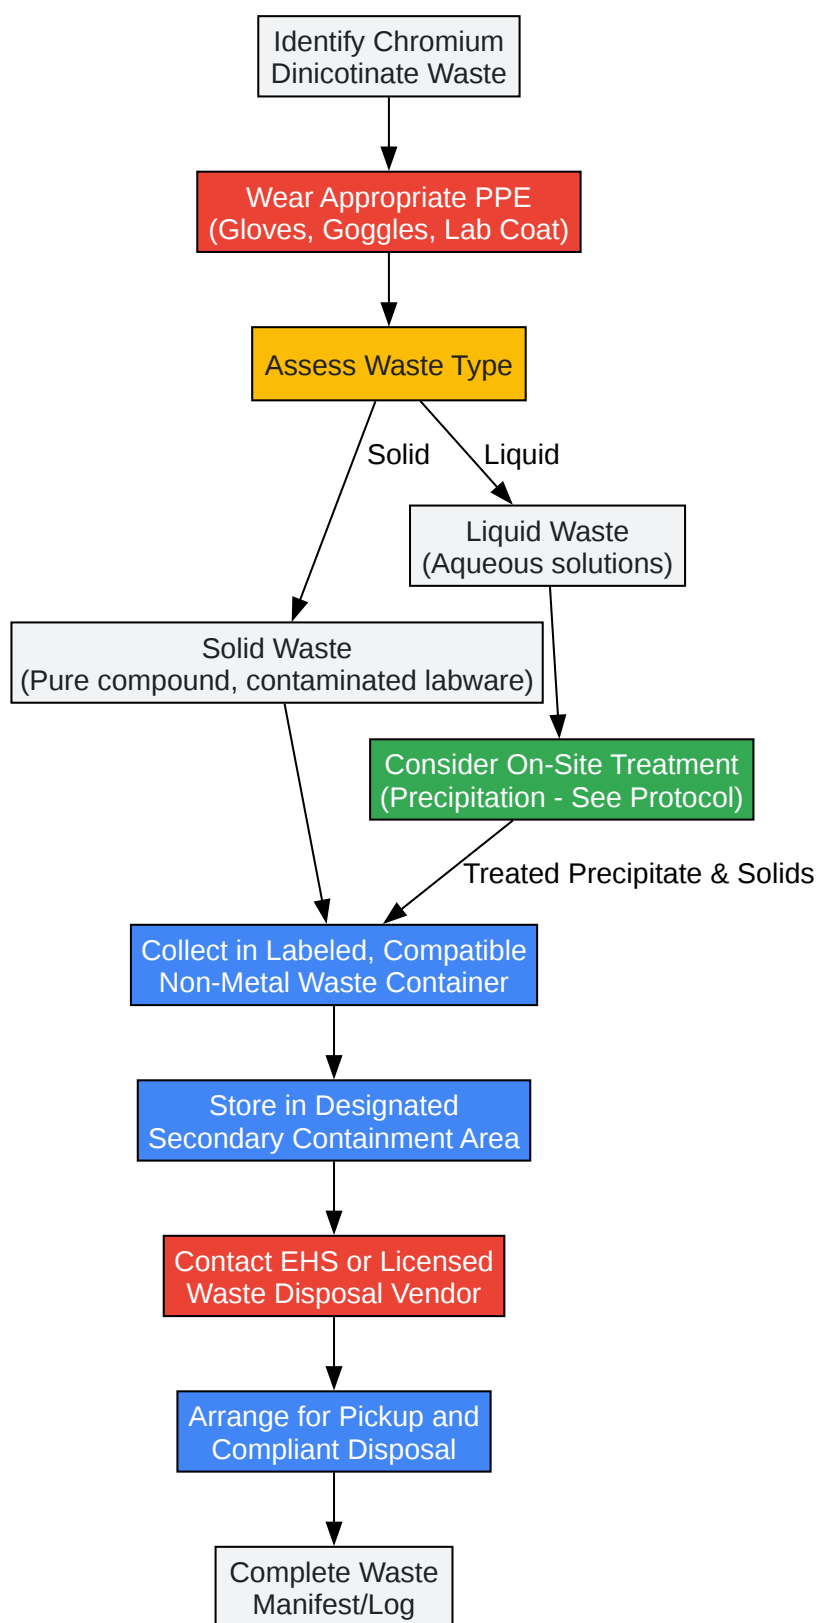 Identify Chromium
Dinicotinate Waste
Wear Appropriate PPE
(Gloves, Goggles, Lab Coat)
Assess Waste Type
Solid
Liquid
Liquid Waste
(Aqueous solutions)
Solid Waste
(Pure compound, contaminated labware)
Consider On-Site Treatment
(Precipitation - See Protocol)
Treated Precipitate & Solids
Collect in Labeled, Compatible
Non-Metal Waste Container
Store in Designated
Secondary Containment Area
Contact EHS or Licensed
Waste Disposal Vendor
Arrange for Pickup and
Compliant Disposal
Complete Waste
Manifest/Log